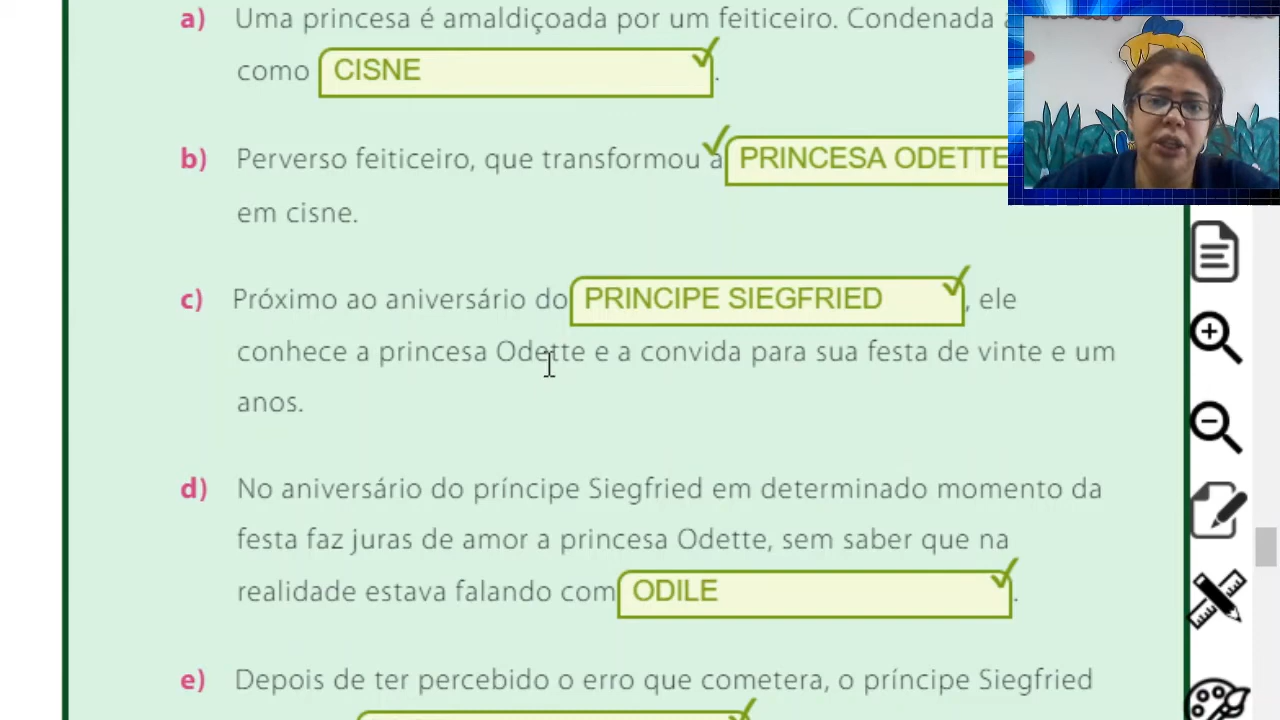 a) Uma princesa é amaldiçoada por um feiticeiro. Condenada
como CISNE.
b) Perverso feiticeiro, que transformou a PRINCESA ODETTE
em cisne.
c) Próximo ao aniversário do PRINCIPE SIEGFRIED, ele
conhece a princesa Odette e a convida para sua festa de vinte e um
anos.
d) No aniversário do príncipe Siegfried em determinado momento da
festa faz juras de amor a princesa Odette, sem saber que na
realidade estava falando com ODILE.
e) Depois de ter percebido o erro que cometera, o príncipe Siegfried